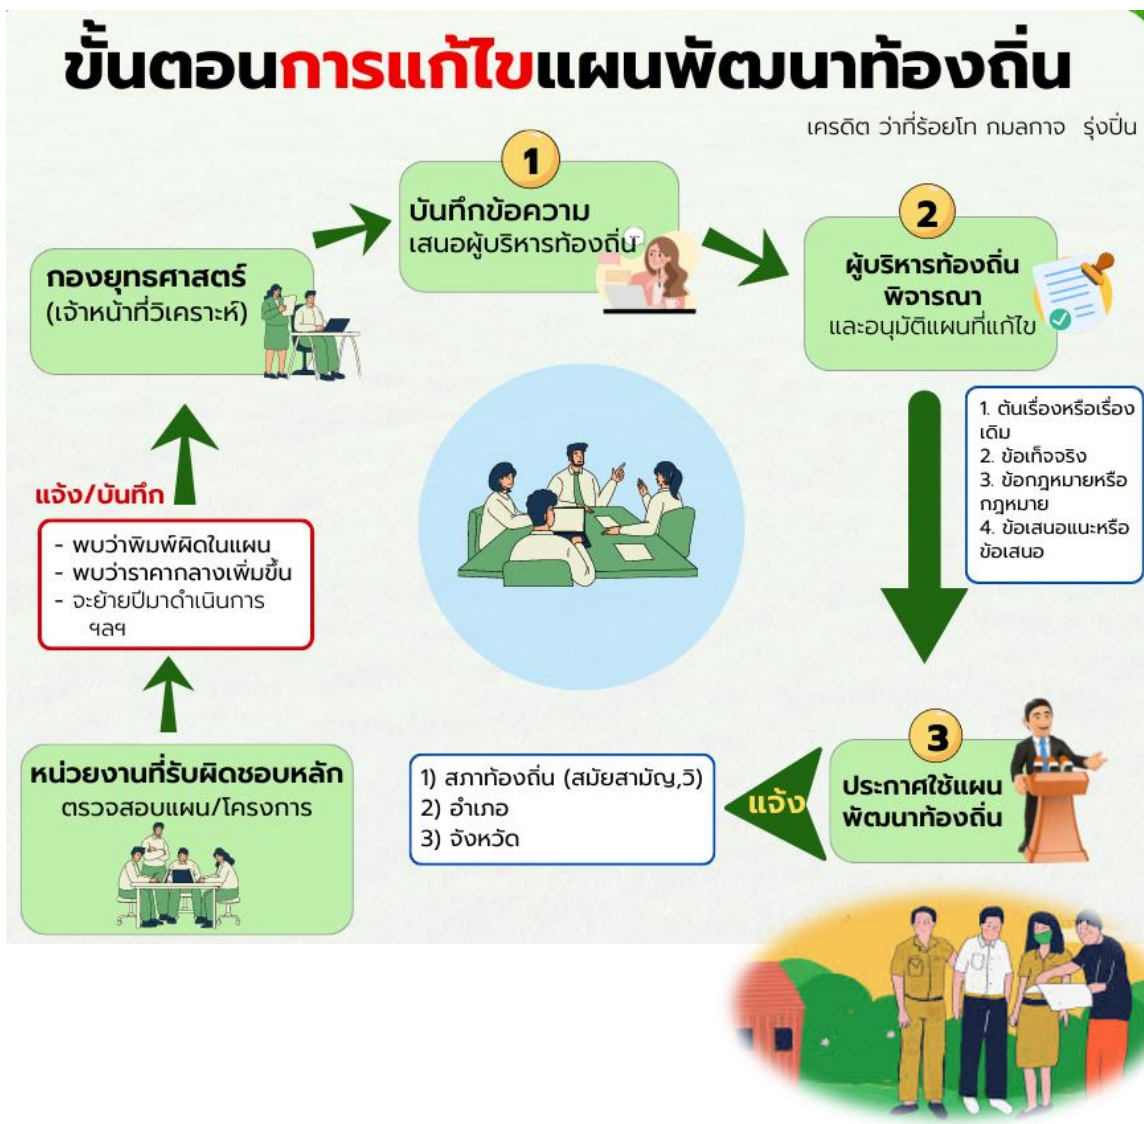 ขั้นตอนการแก้ไขแผนพัฒนาท้องถิ่น
เครดิต ว่าที่ร้อยโท กมลกาจ รุ่งปิ่น
1
บันทึกข้อความ
เสนอผู้บริหารท้องถิ่น
2
ผู้บริหารท้องถิ่น
พิจารณา
และอนุมัติแผนที่แก้ไข
กองยุทธศาสตร์
(เจ้าหน้าที่วิเคราะห์)
1. ต้นเรื่องหรือเรื่อง
เดิม
2. ข้อเท็จจริง
3. ข้อกฎหมายหรือ
กฎหมาย
4. ข้อเสนอแนะหรือ
ข้อเสนอ
แจ้ง/บันทึก
- พบว่าพิมพ์ผิดในแผน
- พบว่าราคากลางเพิ่มขึ้น
- จะย้ายปีมาดำเนินการ
ฯลฯ
หน่วยงานที่รับผิดชอบหลัก
ตรวจสอบแผน/โครงการ
3
ประกาศใช้แผน
พัฒนาท้องถิ่น
แจ้ง
1) สภาท้องถิ่น (สมัยสามัญ,วิ)
2) อำเภอ
3) จังหวัด